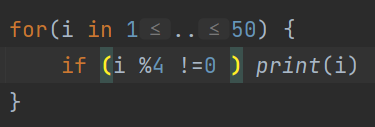 for(i in 1≤..≤50) {
if (i %4 !=0 ) print(i)
}